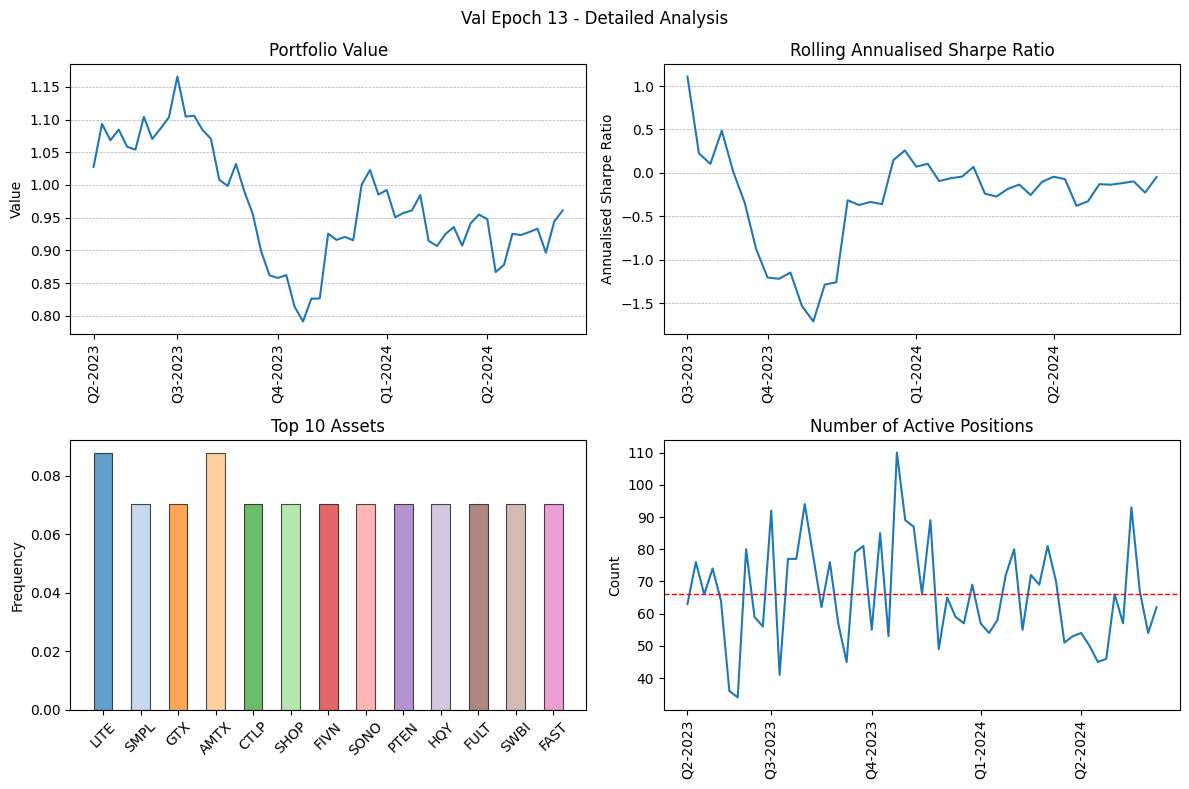 Val Epoch 13 - Detailed Analysis
Portfolio Value
Value
1.15
1.10
1.05
1.00
0.95
0.90
0.85
0.80
Q2-2023
Q3-2023
Q4-2023
Q1-2024
Q2-2024
Rolling Annualised Sharpe Ratio
Annualised Sharpe Ratio
1.0
0.5
0.0
−0.5
−1.0
−1.5
Q3-2023
Q4-2023
Q1-2024
Q2-2024
Top 10 Assets
Frequency
0.08
0.06
0.04
0.02
0.00
LITE
SMPL
GTX
AMTX
CTLP
SHOP
FIVN
SONO
PTEN
HQY
FULT
SWBI
FAST
Number of Active Positions
Count
110
100
90
80
70
60
50
40
Q2-2023
Q3-2023
Q4-2023
Q1-2024
Q2-2024